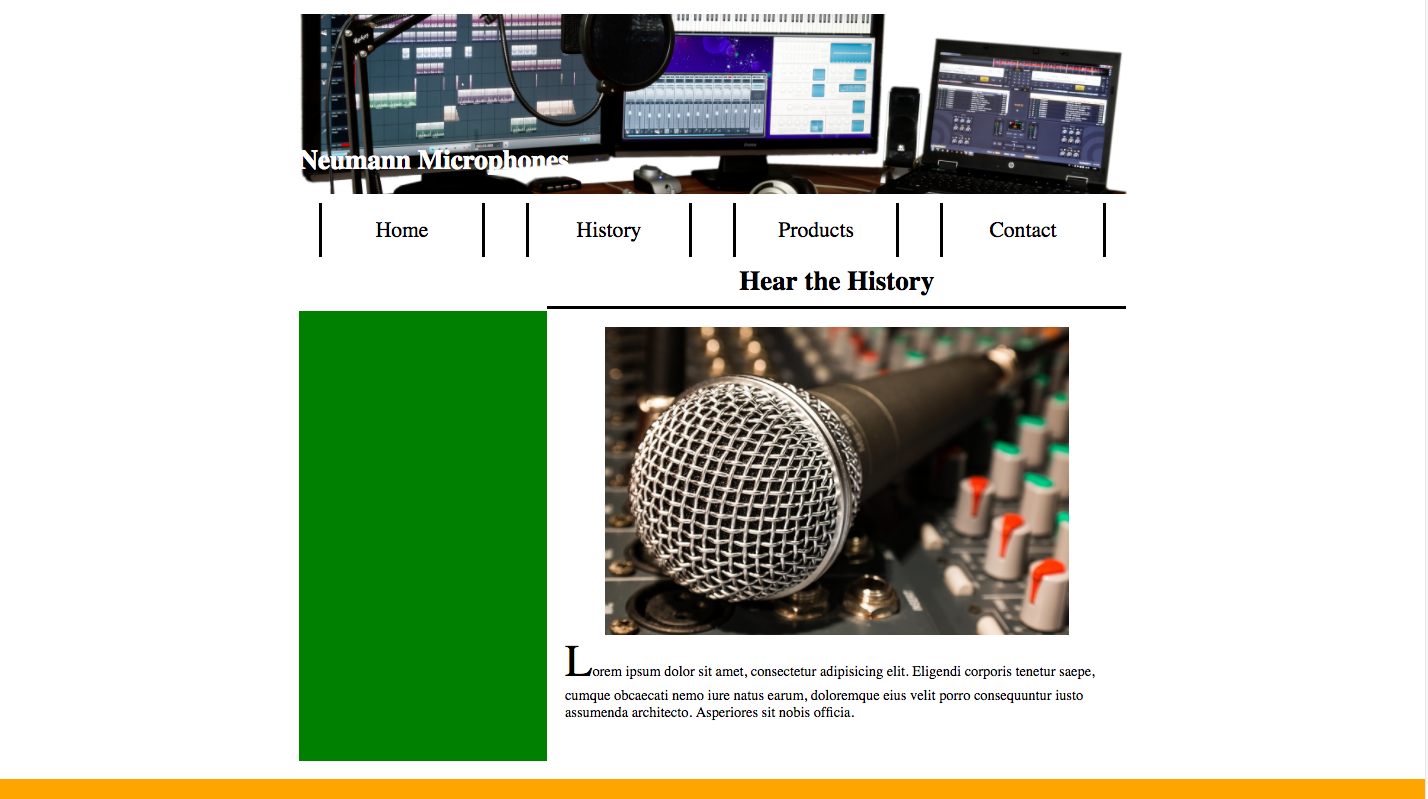 Neumann Microphones
Home
History
Products
Contact
Hear the History
Lorem ipsum dolor sit amet, consectetur adipisicing elit. Eligendi corporis tenetur saepe,
cumque obcaecati nemo iure natus earum, doloremque eius velit porro consequuntur iusto
assumenda architecto. Asperiores sit nobis officia.